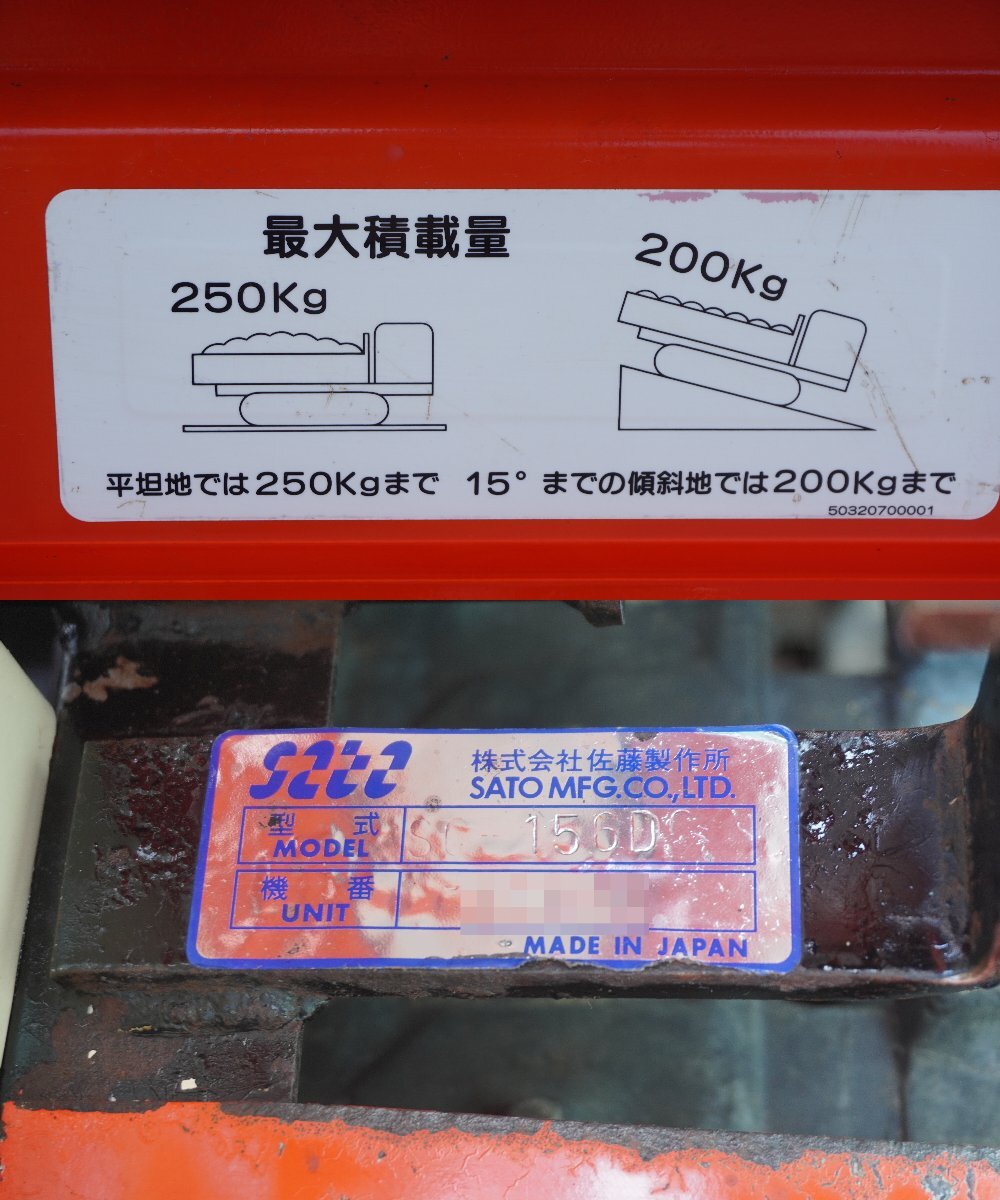 最大積載量
250Kg
200Kg
平坦地では250Kgまで 15° までの傾斜地では200Kgまで
50320700001
sato 株式会社佐藤製作所
SATO MFG.CO.,LTD.
型式
MODEL SC-156D
機番
UNIT
MADE IN JAPAN